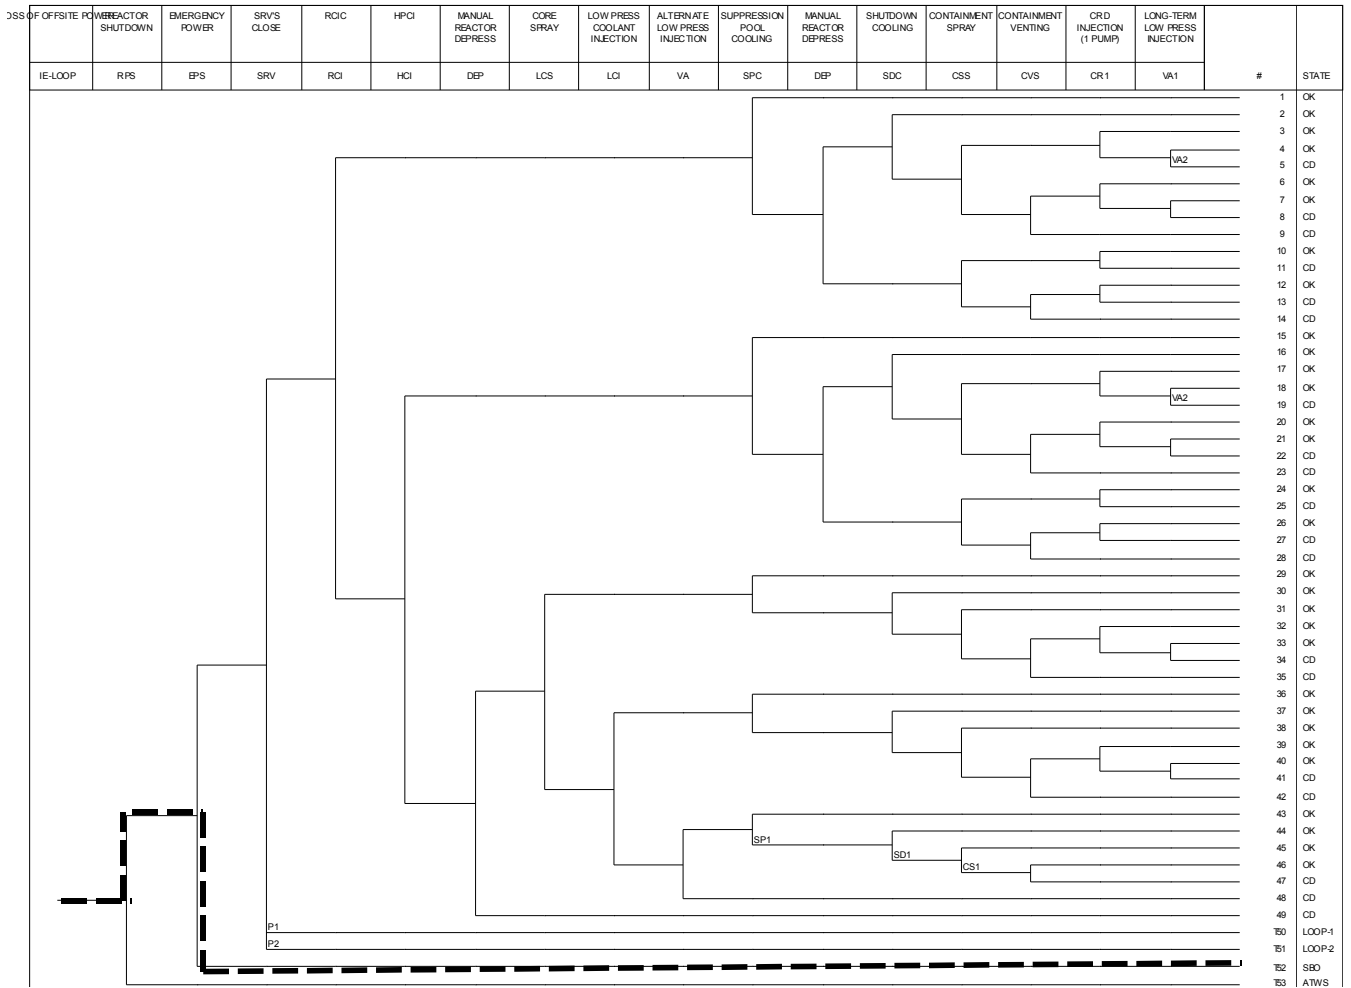 OSS OF OFFSITE POWER
REACTOR
SHUTDOWN
EMERGENCY
POWER
SRV'S
CLOSE
RCIC
HPCI
MANUAL
REACTOR
DEPRESS
CORE
SPRAY
LOW PRESS
COOLANT
INJECTION
ALTERNATE
LOW PRESS
INJECTION
SUPPRESSION
POOL
COOLING
MANUAL
REACTOR
DEPRESS
SHUTDOWN
COOLING
CONTAINMENT
SPRAY
CONTAINMENT
VENTING
CRD
INJECTION
(1 PUMP)
LONG-TERM
LOW PRESS
INJECTION
IE-LOOP RPS EPS SRV RCI HCI DEP LCS LCI VA SPC DEP SDC CSS CVS CR1 VA1 # STATE
1 OK
2 OK
3 OK
4 OK
VA2
5 CD
6 OK
7 OK
8 CD
9 CD
10 OK
11 CD
12 OK
13 CD
14 CD
15 OK
16 OK
17 OK
18 OK
VA2
19 CD
20 OK
21 OK
22 CD
23 CD
24 OK
25 CD
26 OK
27 CD
28 CD
29 OK
30 OK
31 OK
32 OK
33 OK
34 CD
35 CD
36 OK
37 OK
38 OK
39 OK
40 OK
41 CD
42 CD
43 OK
44 OK
SP1
45 OK
SD1
46 OK
CS1
47 CD
48 CD
49 CD
P1
T50 LOOP-1
P2
T51 LOOP-2
T52 SBO
T53 ATWS